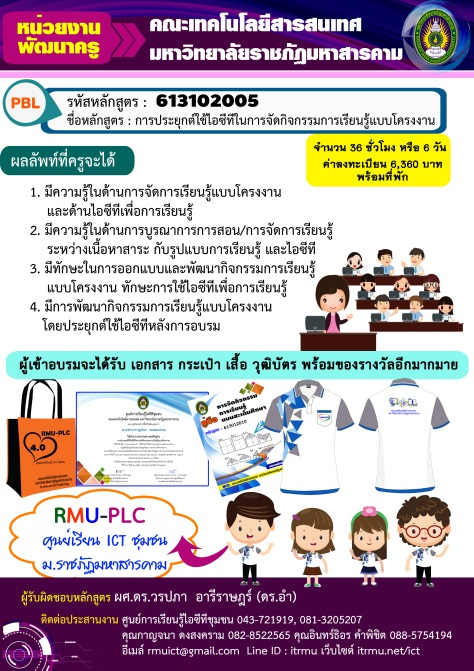 หน่วยงาน
พัฒนาครู
คณะเทคโนโลยีสารสนเทศ
มหาวิทยาลัยราชภัฏมหาสารคาม
PBL
รหัสหลักสูตร : 613102005
ชื่อหลักสูตร : การประยุกต์ใช้ไอซีทีในการจัดกิจกรรมการเรียนรู้แบบโครงงาน
จำนวน 36 ชั่วโมง หรือ 6 วัน
ค่าลงทะเบียน 6,360 บาท
พร้อมที่พัก
ผลลัพท์ที่ครูจะได้
1. มีความรู้ในด้านการจัดการเรียนรู้แบบโครงงาน
และด้านไอซีทีเพื่อการเรียนรู้
2. มีความรู้ในด้านการบูรณาการการสอน/การจัดการเรียนรู้
ระหว่างเนื้อหาสาระ กับรูปแบบการเรียนรู้ และไอซีที
3. มีทักษะในการออกแบบและพัฒนากิจกรรมการเรียนรู้
แบบโครงงาน ทักษะการใช้ไอซีทีเพื่อการเรียนรู้
4. มีการพัฒนากิจกรรมการเรียนรู้แบบโครงงาน
โดยประยุกต์ใช้ไอซีทีหลังการอบรม
ผู้เข้าอบรมจะได้รับ เอกสาร กระเป๋า เสื้อ วุฒิบัตร พร้อมของรางวัลอีกมากมาย
RMU-PLC
4.0
การจัดกิจกรรม
การเรียนรู้
แบบสะเต็มศึกษา
RMU-PLC
ศูนย์เรียน ICT ชุมชน
ม.ราชภัฏมหาสารคาม
ผู้รับผิดชอบหลักสูตร ผศ.ดร.วรปภา อารีราษฎร์ (ดร.อำ)
ติดต่อประสานงาน ศูนย์การเรียนรู้ไอซีทีชุมชน 043-721919, 081-3205207
คุณกาญจนา ดงสงคราม 082-8522565 คุณอินทร์ธิอร คำพิชิต 088-5754194
อีเมล์ rmuict@gmail.com Line ID : itrmu เว็บไซต์ itrmu.net/ict